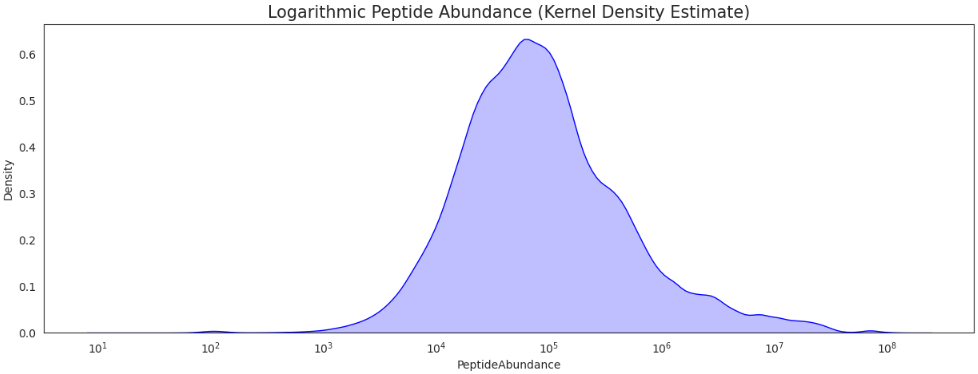 Logarithmic Peptide Abundance (Kernel Density Estimate)
Density
0.6
0.5
0.4
0.3
0.2
0.1
0.0
10¹ 10² 10³ 10⁴ 10⁵ 10⁶ 10⁷ 10⁸
PeptideAbundance